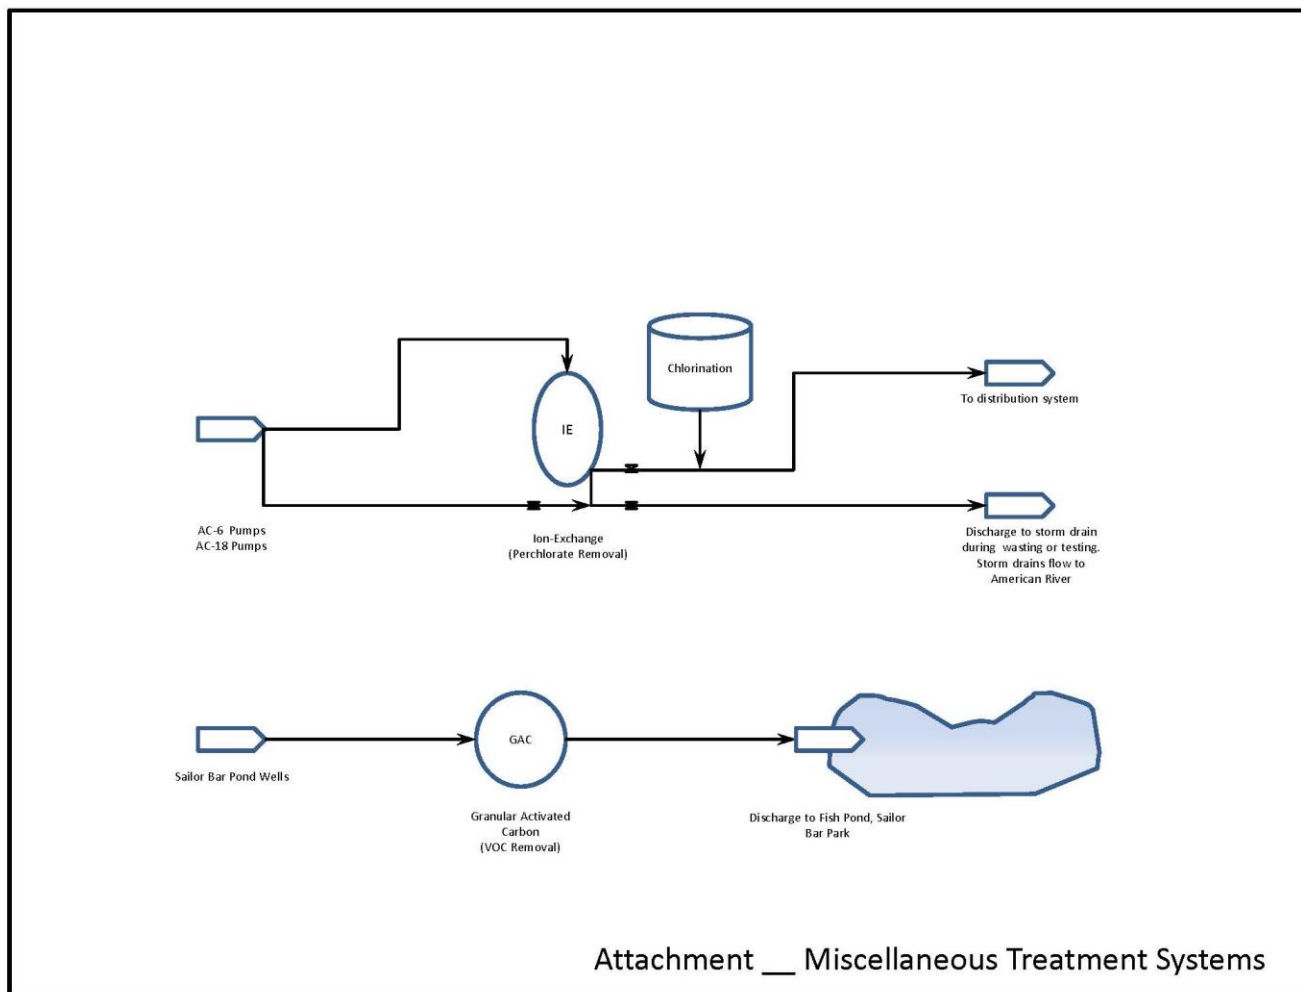 Chlorination
To distribution system
IE
AC-6 Pumps
AC-18 Pumps
Ion-Exchange
(Perchlorate Removal)
Discharge to storm drain
during wasting or testing.
Storm drains flow to
American River
GAC
Sailor Bar Pond Wells
Granular Activated
Carbon
(VOC Removal)
Discharge to Fish Pond, Sailor
Bar Park
Attachment __ Miscellaneous Treatment Systems